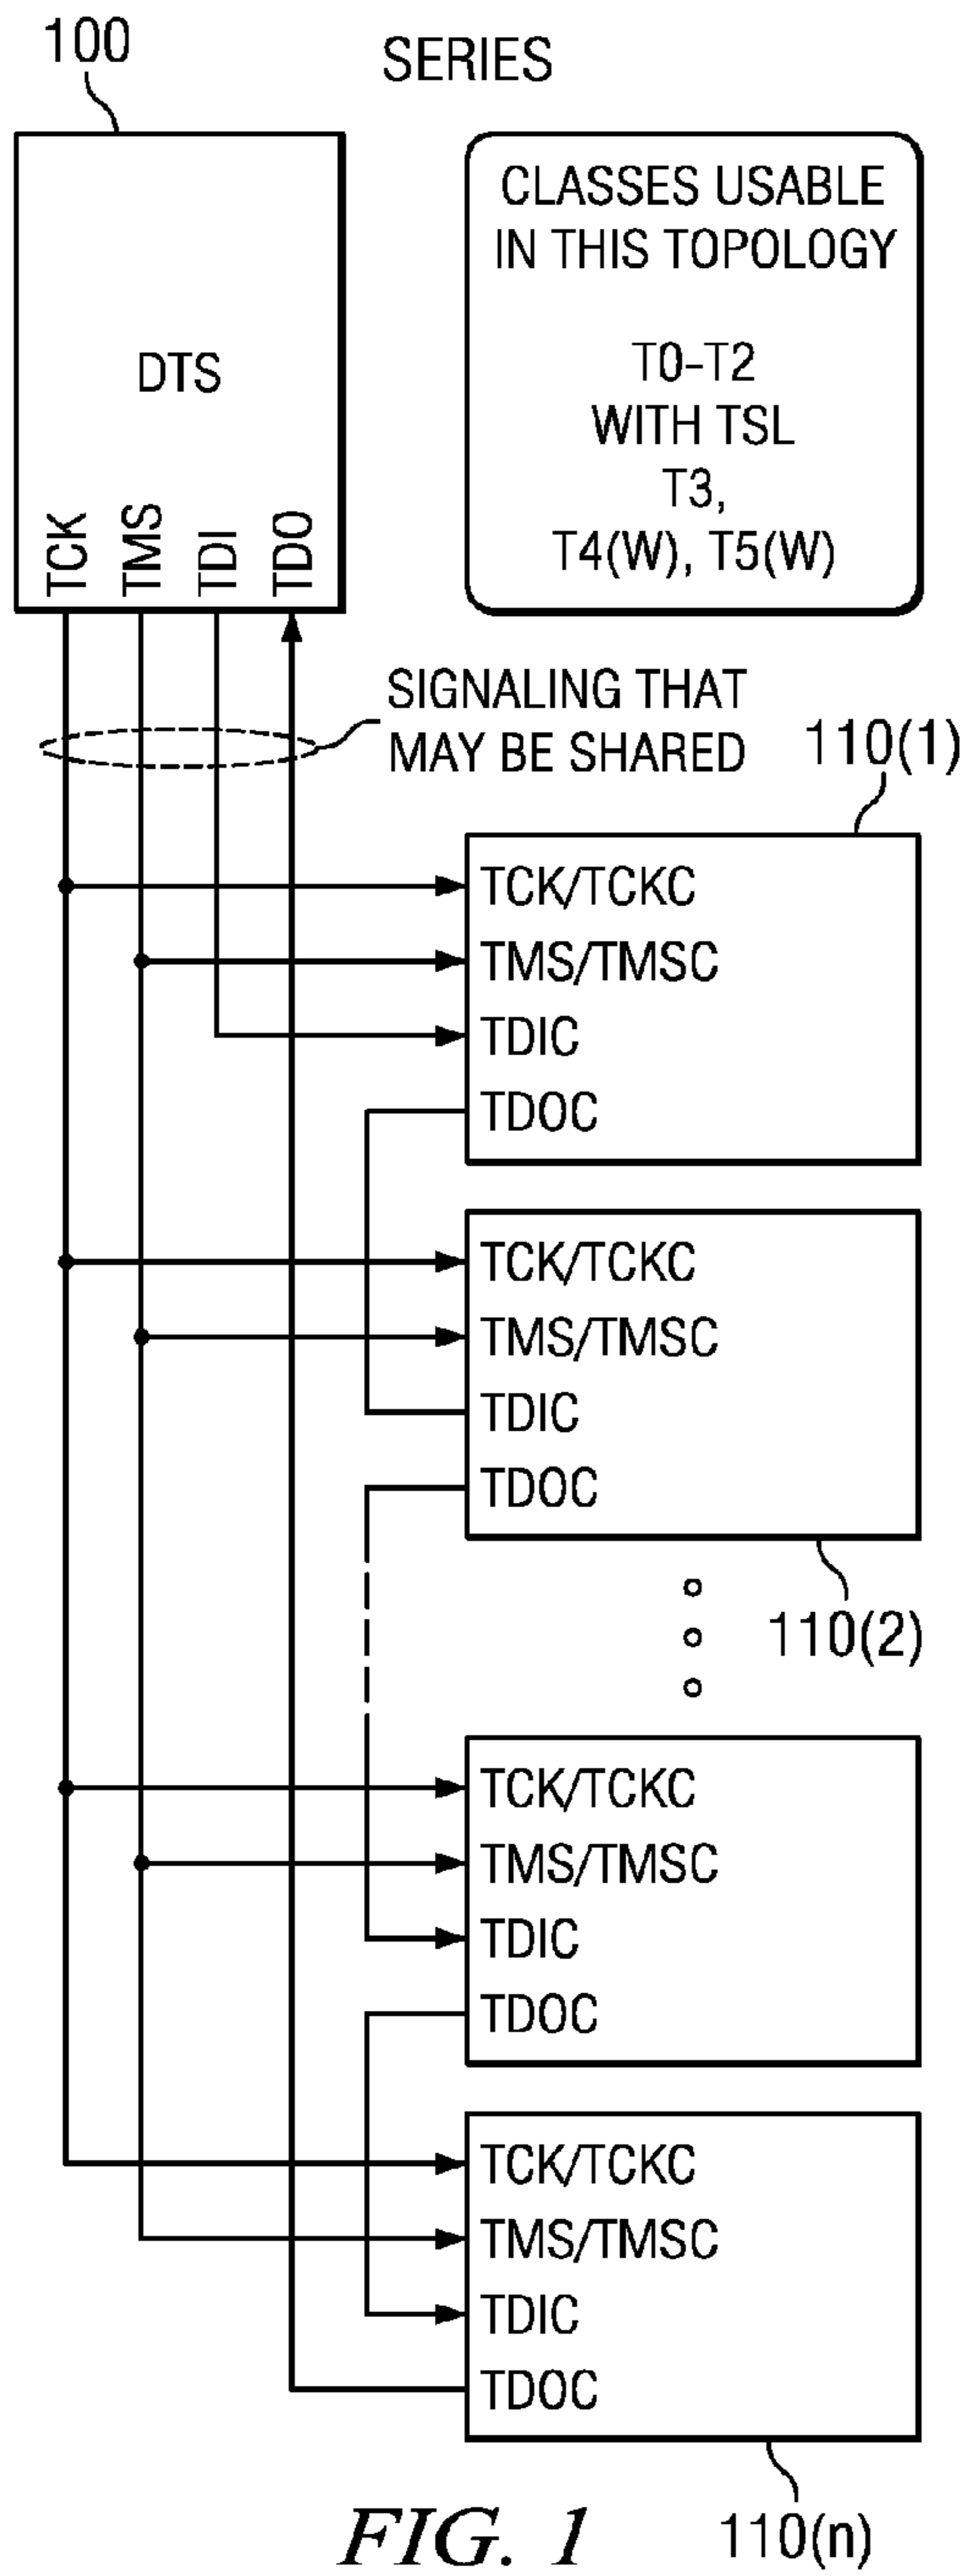 100
SERIES
CLASSES USABLE
IN THIS TOPOLOGY
T0-T2
WITH TSL
T3,
T4(W), T5(W)
DTS
TCK
TMS
TDI
TDO
SIGNALING THAT
MAY BE SHARED
110(1)
TCK/TCKC
TMS/TMSC
TDIC
TDOC
TCK/TCKC
TMS/TMSC
TDIC
TDOC
110(2)
TCK/TCKC
TMS/TMSC
TDIC
TDOC
TCK/TCKC
TMS/TMSC
TDIC
TDOC
110(n)
FIG. 1